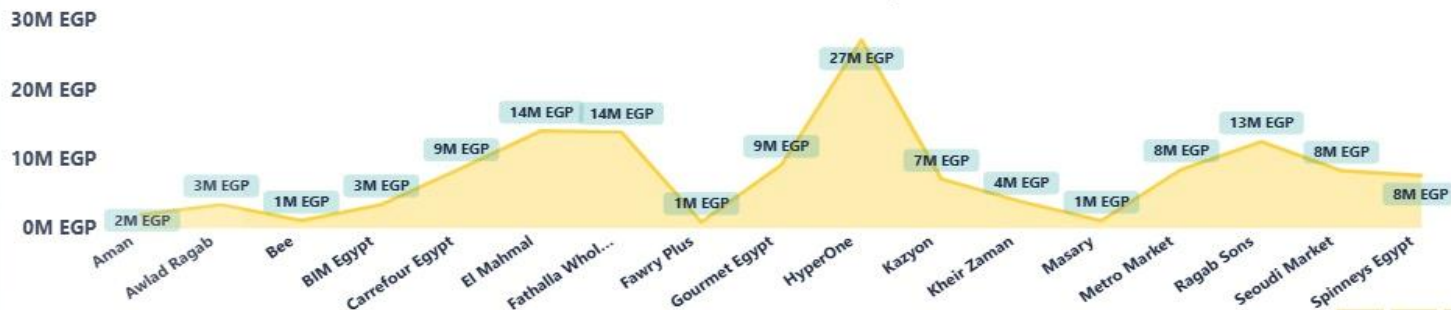 30M EGP
20M EGP
10M EGP
0M EGP
2M EGP
3M EGP
1M EGP
3M EGP
9M EGP
14M EGP
14M EGP
1M EGP
9M EGP
27M EGP
7M EGP
4M EGP
1M EGP
8M EGP
13M EGP
8M EGP
8M EGP
Aman
Awlad Ragab
Bee
BIM Egypt
Carrefour Egypt
El Mahmal
Fathalla Whol...
Fawry Plus
Gourmet Egypt
HyperOne
Kazyon
Kheir Zaman
Masary
Metro Market
Ragab Sons
Seoudi Market
Spinneys Egypt